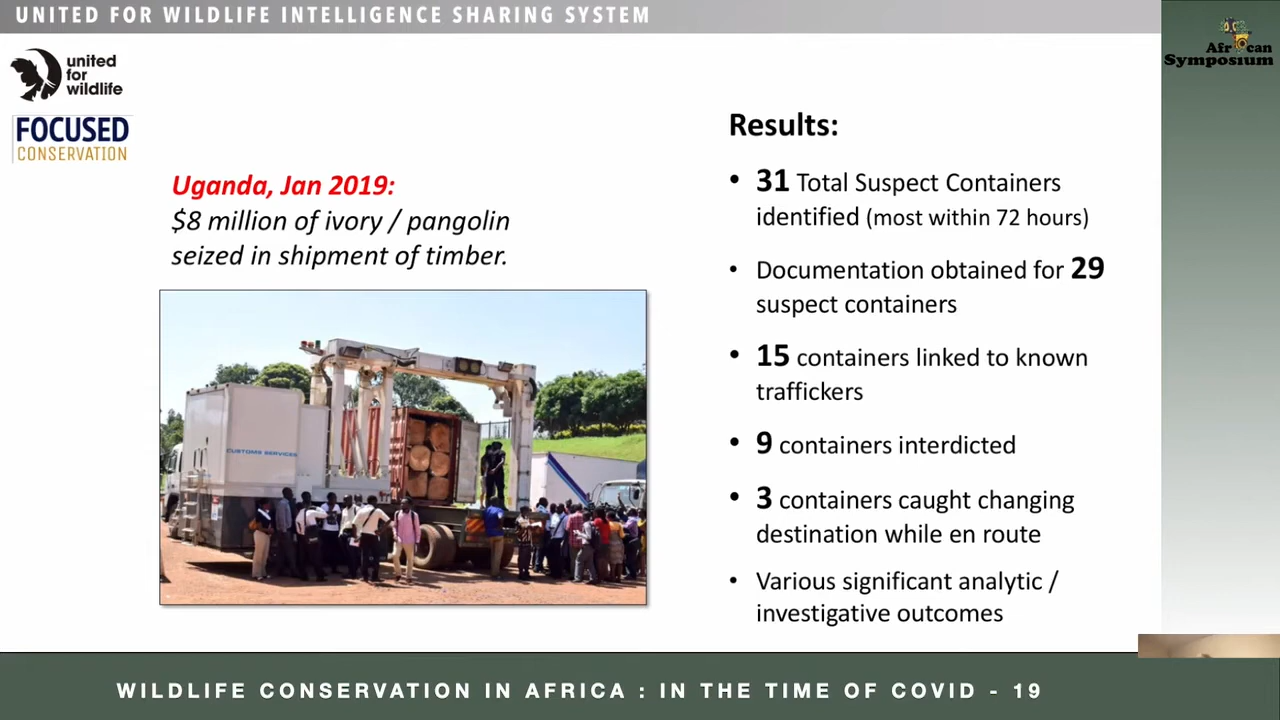 UNITED FOR WILDLIFE INTELLIGENCE SHARING SYSTEM
African
Symposium
united
for
wildlife
FOCUSED
CONSERVATION
Uganda, Jan 2019:
$8 million of ivory / pangolin
seized in shipment of timber.
CUSTOMS SERVICES
Results:
• 31 Total Suspect Containers
identified (most within 72 hours)
• Documentation obtained for 29
suspect containers
• 15 containers linked to known
traffickers
• 9 containers interdicted
• 3 containers caught changing
destination while en route
• Various significant analytic /
investigative outcomes
WILDLIFE CONSERVATION IN AFRICA : IN THE TIME OF COVID - 19